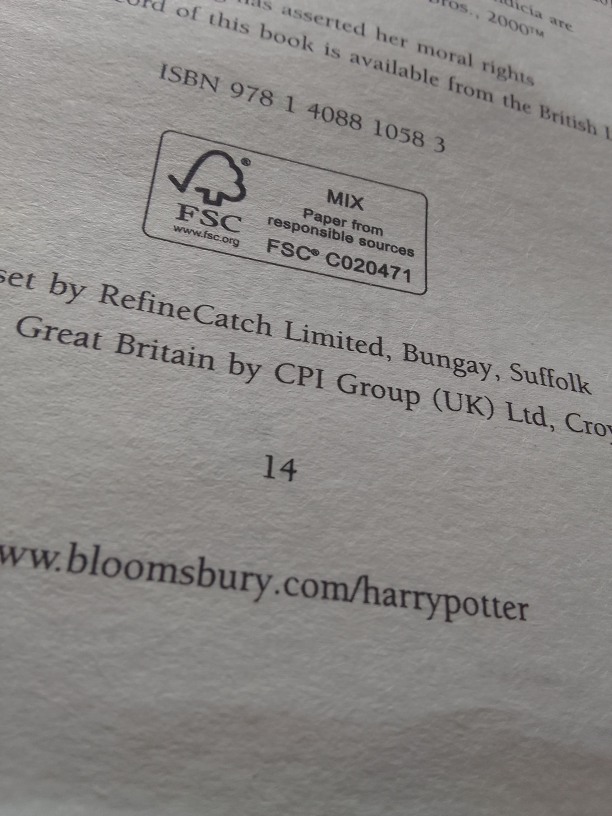 has asserted her moral rights
of this book is available from the British
ISBN 978 1 4088 1058 3
®
FSC
www.fsc.org
MIX
Paper from
responsible sources
FSC® C020471
by RefineCatch Limited, Bungay, Suffolk
Great Britain by CPI Group (UK) Ltd,
14
www.bloomsbury.com/harrypotter